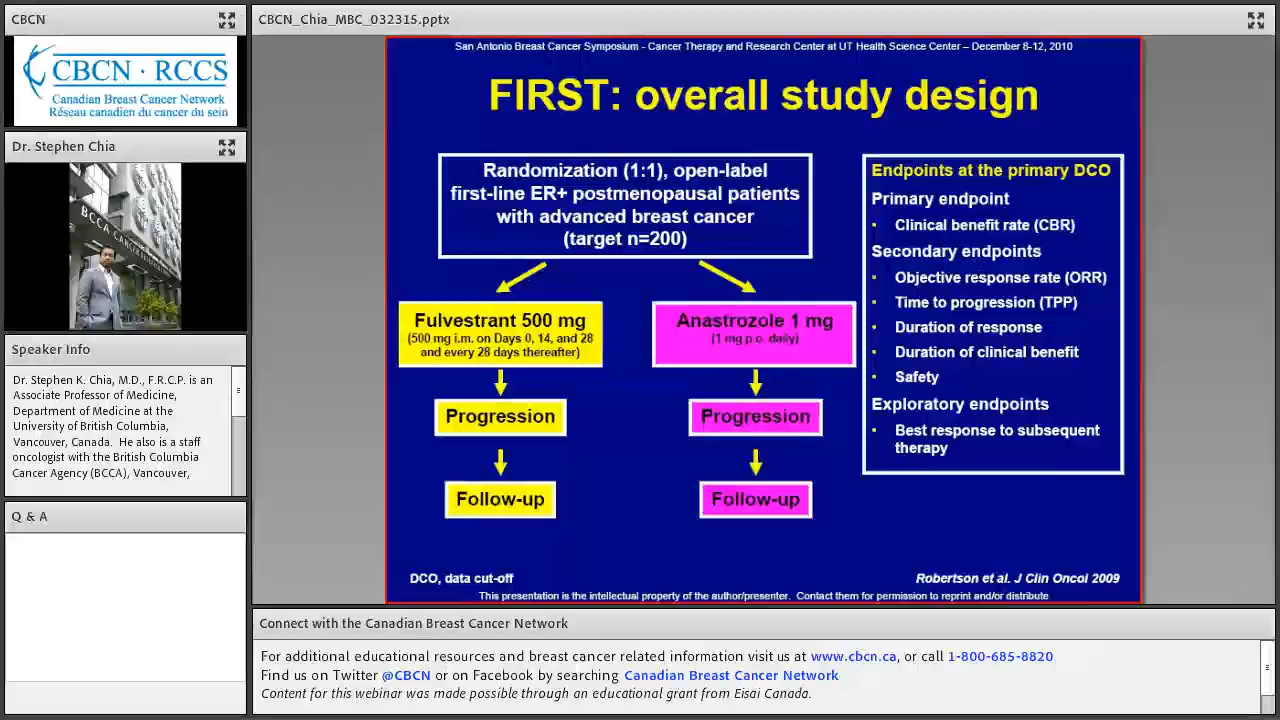 CBCN
CBCN · RCCS
Canadian Breast Cancer Network
Réseau canadien du cancer du sein
Dr. Stephen Chia
BCCA CANCER RESEARCH
Speaker Info
Dr. Stephen K. Chia, M.D., F.R.C.P. is an
Associate Professor of Medicine,
Department of Medicine at the
University of British Columbia,
Vancouver, Canada. He also is a staff
oncologist with the British Columbia
Cancer Agency (BCCA), Vancouver,
Q & A
CBCN_Chia_MBC_032315.pptx
San Antonio Breast Cancer Symposium - Cancer Therapy and Research Center at UT Health Science Center – December 8-12, 2010
FIRST: overall study design
Randomization (1:1), open-label
first-line ER+ postmenopausal patients
with advanced breast cancer
(target n=200)
Fulvestrant 500 mg
(500 mg i.m. on Days 0, 14, and 28
and every 28 days thereafter)
Progression
Follow-up
Anastrozole 1 mg
(1 mg p.o. daily)
Progression
Follow-up
Endpoints at the primary DCO
Primary endpoint
• Clinical benefit rate (CBR)
Secondary endpoints
• Objective response rate (ORR)
• Time to progression (TPP)
• Duration of response
• Duration of clinical benefit
• Safety
Exploratory endpoints
• Best response to subsequent
therapy
DCO, data cut-off
Robertson et al. J Clin Oncol 2009
This presentation is the intellectual property of the author/presenter. Contact them for permission to reprint and/or distribute
Connect with the Canadian Breast Cancer Network
For additional educational resources and breast cancer related information visit us at www.cbcn.ca, or call 1-800-685-8820
Find us on Twitter @CBCN or on Facebook by searching Canadian Breast Cancer Network
Content for this webinar was made possible through an educational grant from Eisai Canada.